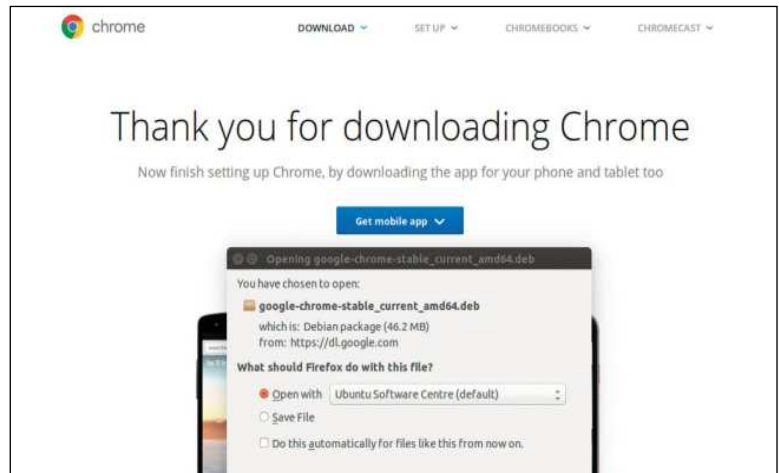 chrome
DOWNLOAD SET UP CHROMEBOOKS CHROMECAST
Thank you for downloading Chrome
Now finish setting up Chrome, by downloading the app for your phone and tablet too
Get mobile app
Opening google-chrome-stable_current_amd64.deb
You have chosen to open:
google-chrome-stable_current_amd64.deb
which is: Debian package (46.2 MB)
from: https://dl.google.com
What should Firefox do with this file?
Open with Ubuntu Software Centre (default)
Save File
Do this automatically for files like this from now on.